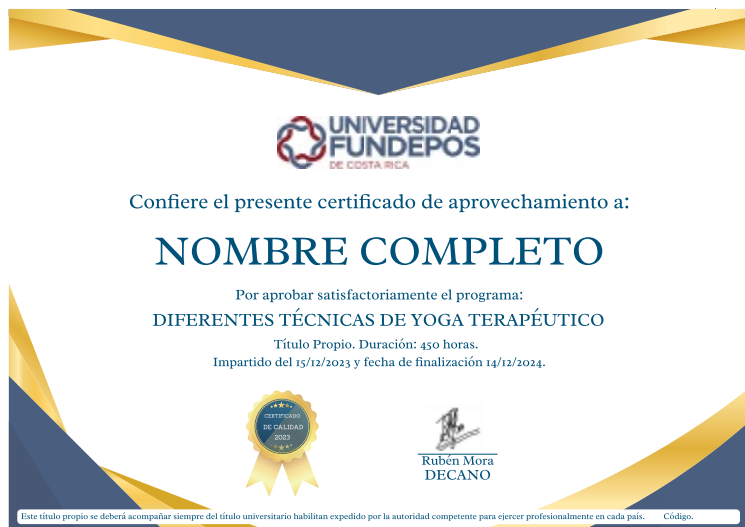 UNIVERSIDAD
FUNDEPOS
DE COSTA RICA
Confiere el presente certificado de aprovechamiento a:
NOMBRE COMPLETO
Por aprobar satisfactoriamente el programa:
DIFERENTES TÉCNICAS DE YOGA TERAPÉUTICO
Título Propio. Duración: 450 horas.
Impartido del 15/12/2023 y fecha de finalización 14/12/2024.
CERTIFICADO
DE CALIDAD
2023
Rubén Mora
DECANO
Este título propio se deberá acompañar siempre del título universitario habilitan expedido por la autoridad competente para ejercer profesionalmente en cada país. Código.